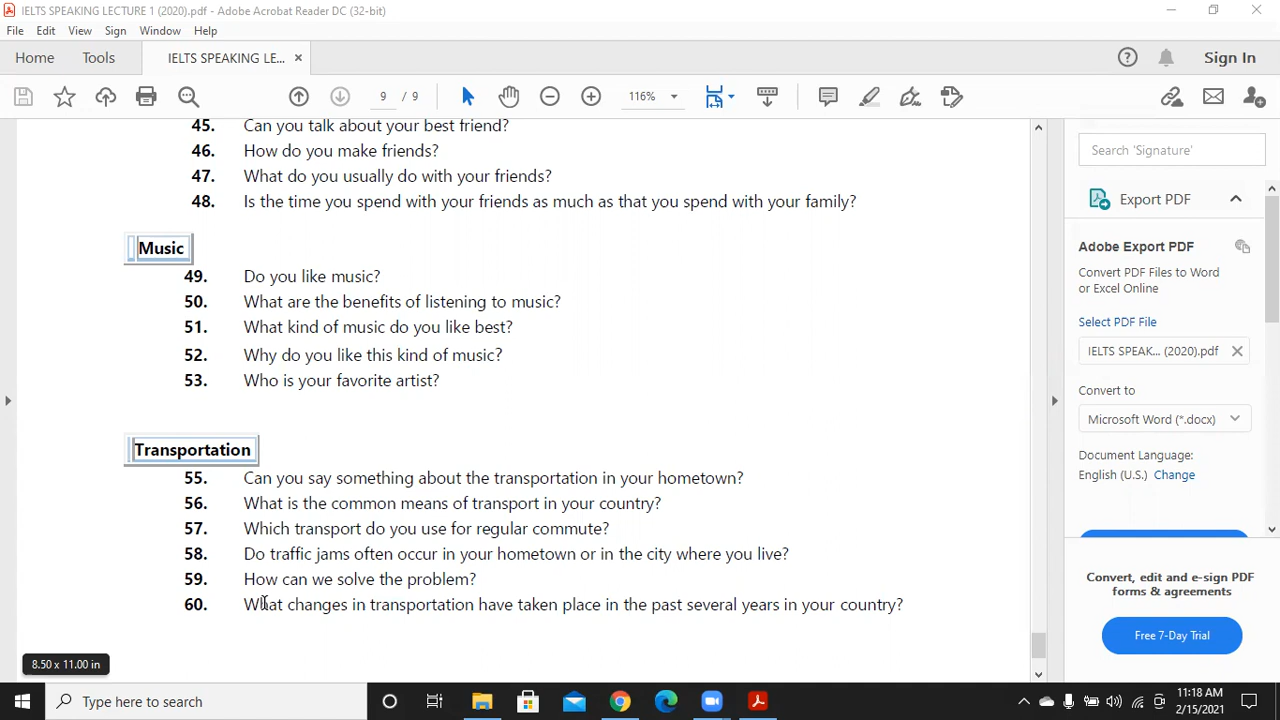 IELTS SPEAKING LECTURE 1 (2020).pdf - Adobe Acrobat Reader DC (32-bit)
File Edit View Sign Window Help
Home Tools IELTS SPEAKING LE... × Sign In
9 / 9 116%
45. Can you talk about your best friend?
46. How do you make friends?
47. What do you usually do with your friends?
48. Is the time you spend with your friends as much as that you spend with your family?
Music
49. Do you like music?
50. What are the benefits of listening to music?
51. What kind of music do you like best?
52. Why do you like this kind of music?
53. Who is your favorite artist?
Transportation
55. Can you say something about the transportation in your hometown?
56. What is the common means of transport in your country?
57. Which transport do you use for regular commute?
58. Do traffic jams often occur in your hometown or in the city where you live?
59. How can we solve the problem?
60. What changes in transportation have taken place in the past several years in your country?
8.50 x 11.00 in
Search 'Signature'
Export PDF
Adobe Export PDF
Convert PDF Files to Word
or Excel Online
Select PDF File
IELTS SPEAK... (2020).pdf
Convert to
Microsoft Word (*.docx)
Document Language:
English (U.S.) Change
Convert, edit and e-sign PDF
forms & agreements
Free 7-Day Trial
Type here to search
11:18 AM
2/15/2021